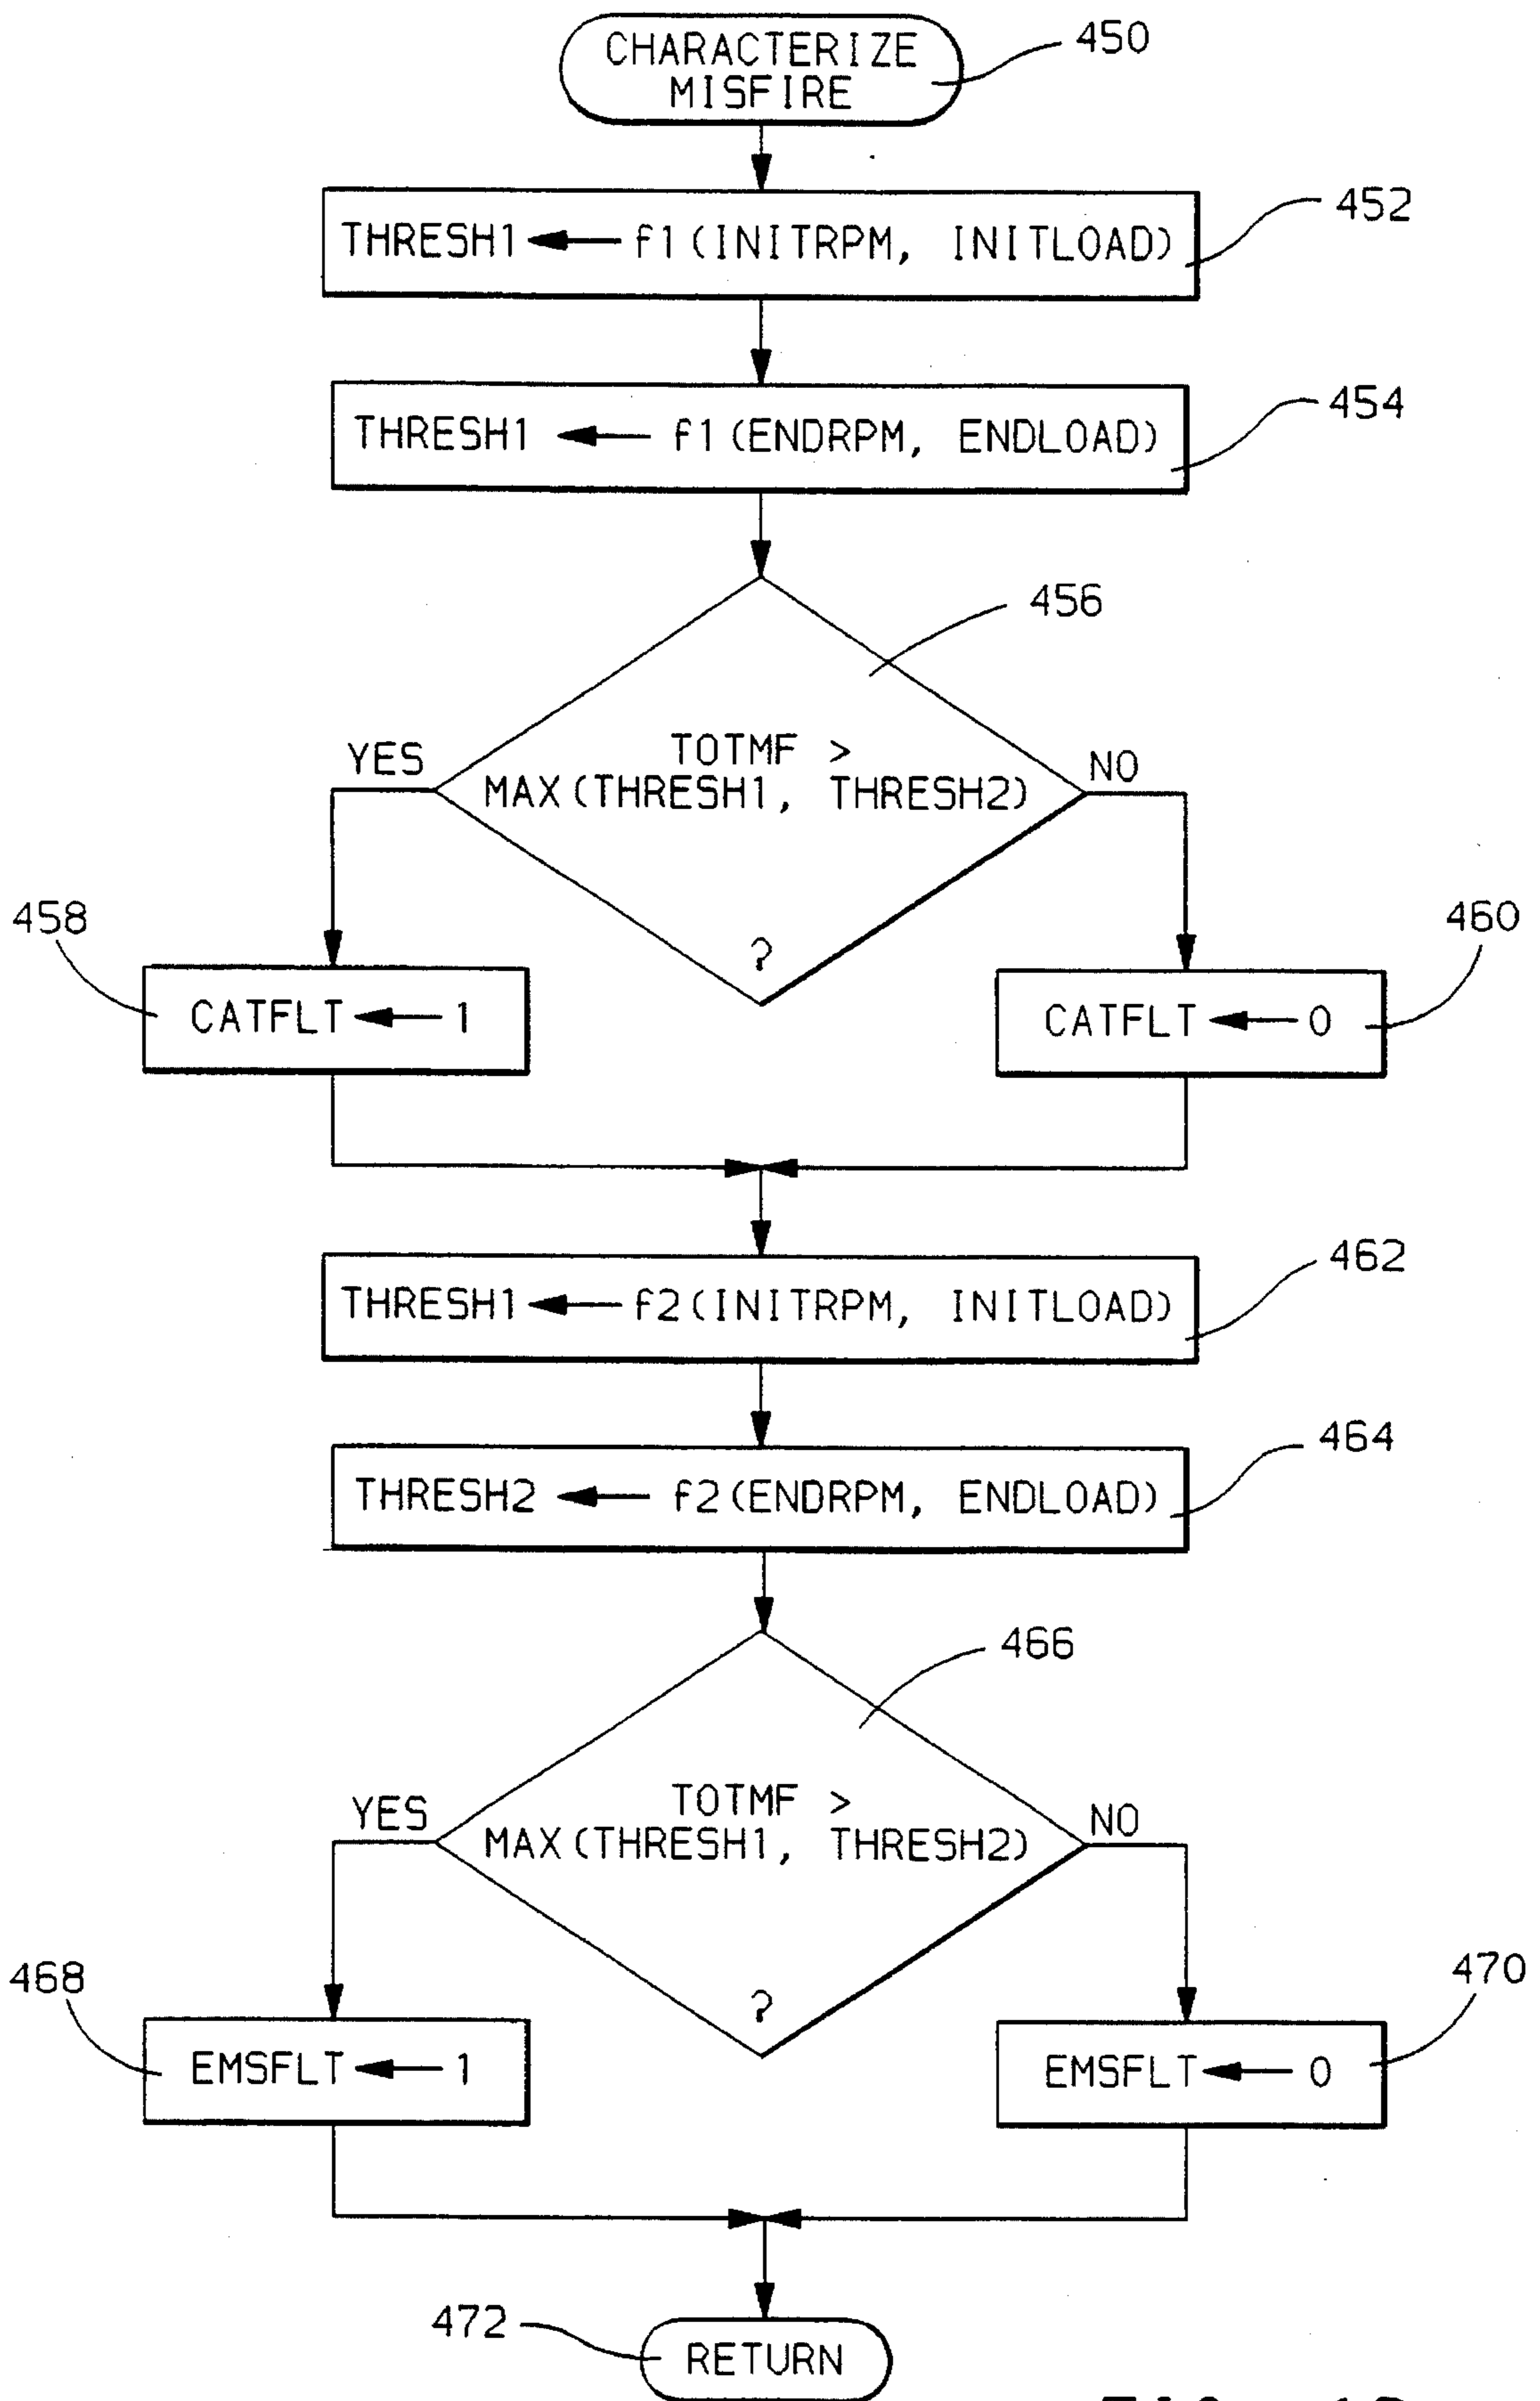 CHARACTERIZE
MISFIRE
450
THRESH1 ← f1(INITRPM, INITLOAD)
452
THRESH1 ← f1(ENDRPM, ENDLOAD)
454
456
TOTMF >
MAX(THRESH1, THRESH2)
?
YES
NO
458
CATFLT ← 1
460
CATFLT ← 0
THRESH1 ← f2(INITRPM, INITLOAD)
462
THRESH2 ← f2(ENDRPM, ENDLOAD)
464
466
TOTMF >
MAX(THRESH1, THRESH2)
?
YES
NO
468
EMSFLT ← 1
470
EMSFLT ← 0
472
RETURN